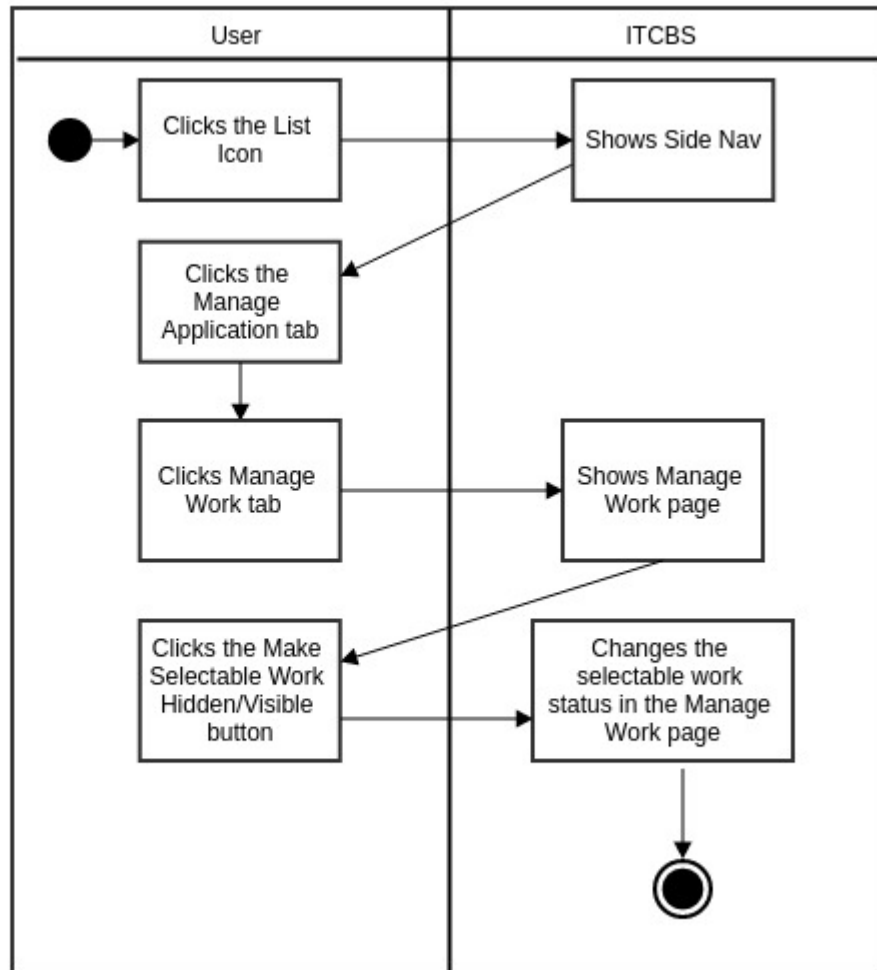 User
ITCBS
Clicks the List
Icon
Shows Side Nav
Clicks the
Manage
Application tab
Clicks Manage
Work tab
Shows Manage
Work page
Clicks the Make
Selectable Work
Hidden/Visible
button
Changes the
selectable work
status in the Manage
Work page